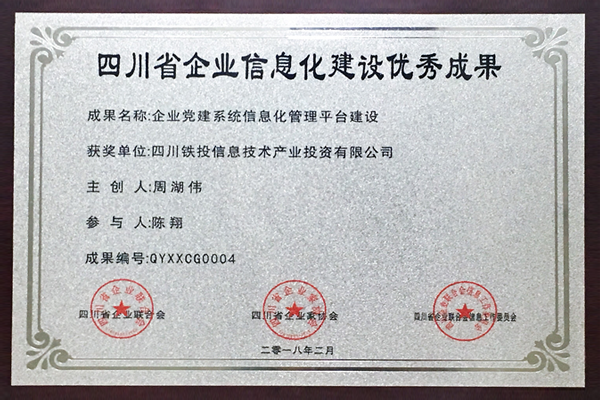 四川省企业信息化建设优秀成果
成果名称:企业党建系统信息化管理平台建设
获奖单位:四川铁投信息技术产业投资有限公司
主创人:周湖伟
参与人:陈翔
成果编号:QYXXCG0004
四川省企业联合会
四川省企业家协会
四川省企业联合会信息工作委员会
二零一八年二月